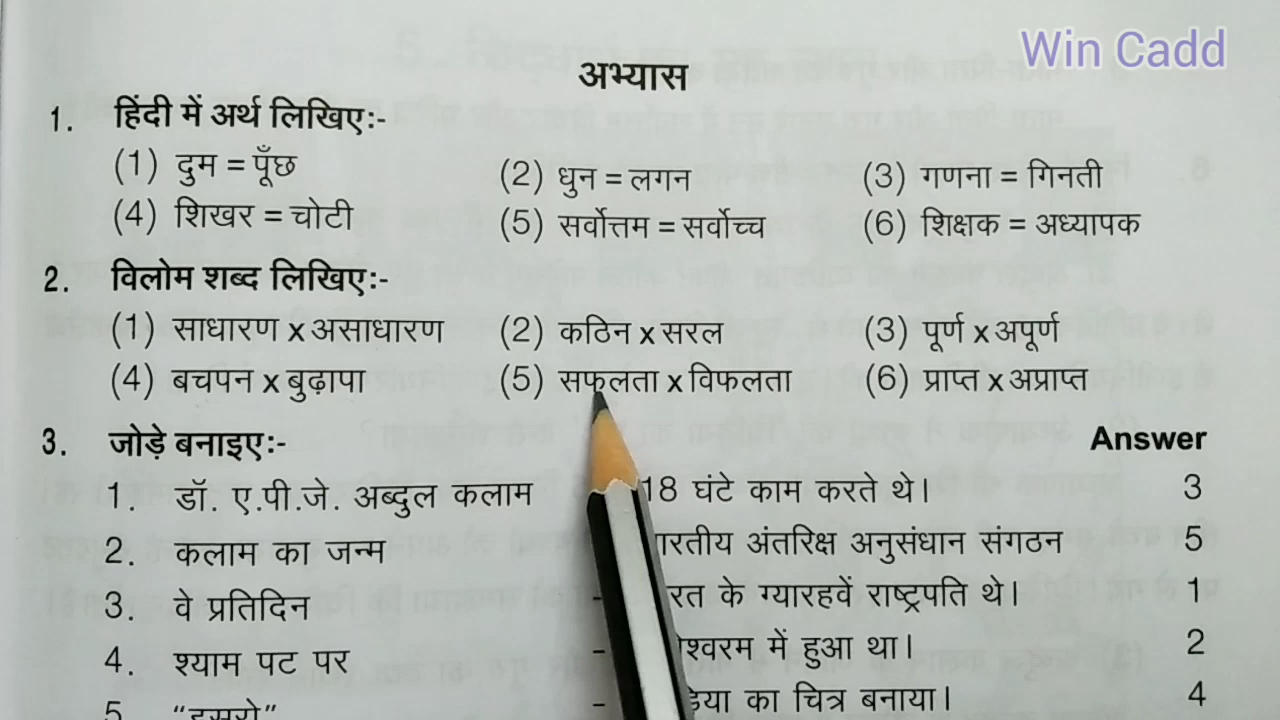 Win Cadd
अभ्यास
1. हिंदी में अर्थ लिखिए:-
(1) दुम = पूँछ (2) धुन = लगन (3) गणना = गिनती
(4) शिखर = चोटी (5) सर्वोत्तम = सर्वोच्च (6) शिक्षक = अध्यापक
2. विलोम शब्द लिखिए:-
(1) साधारण x असाधारण (2) कठिन x सरल (3) पूर्ण x अपूर्ण
(4) बचपन x बुढ़ापा (5) सफलता x विफलता (6) प्राप्त x अप्राप्त
3. जोड़े बनाइए:- Answer
1. डॉ. ए.पी.जे. अब्दुल कलाम 18 घंटे काम करते थे। 3
2. कलाम का जन्म अंतरिक्ष अनुसंधान संगठन 5
3. वे प्रतिदिन - के ग्यारहवें राष्ट्रपति थे। 1
4. श्याम पट पर - में हुआ था। 2
5. "इसरो" - का चित्र बनाया। 4